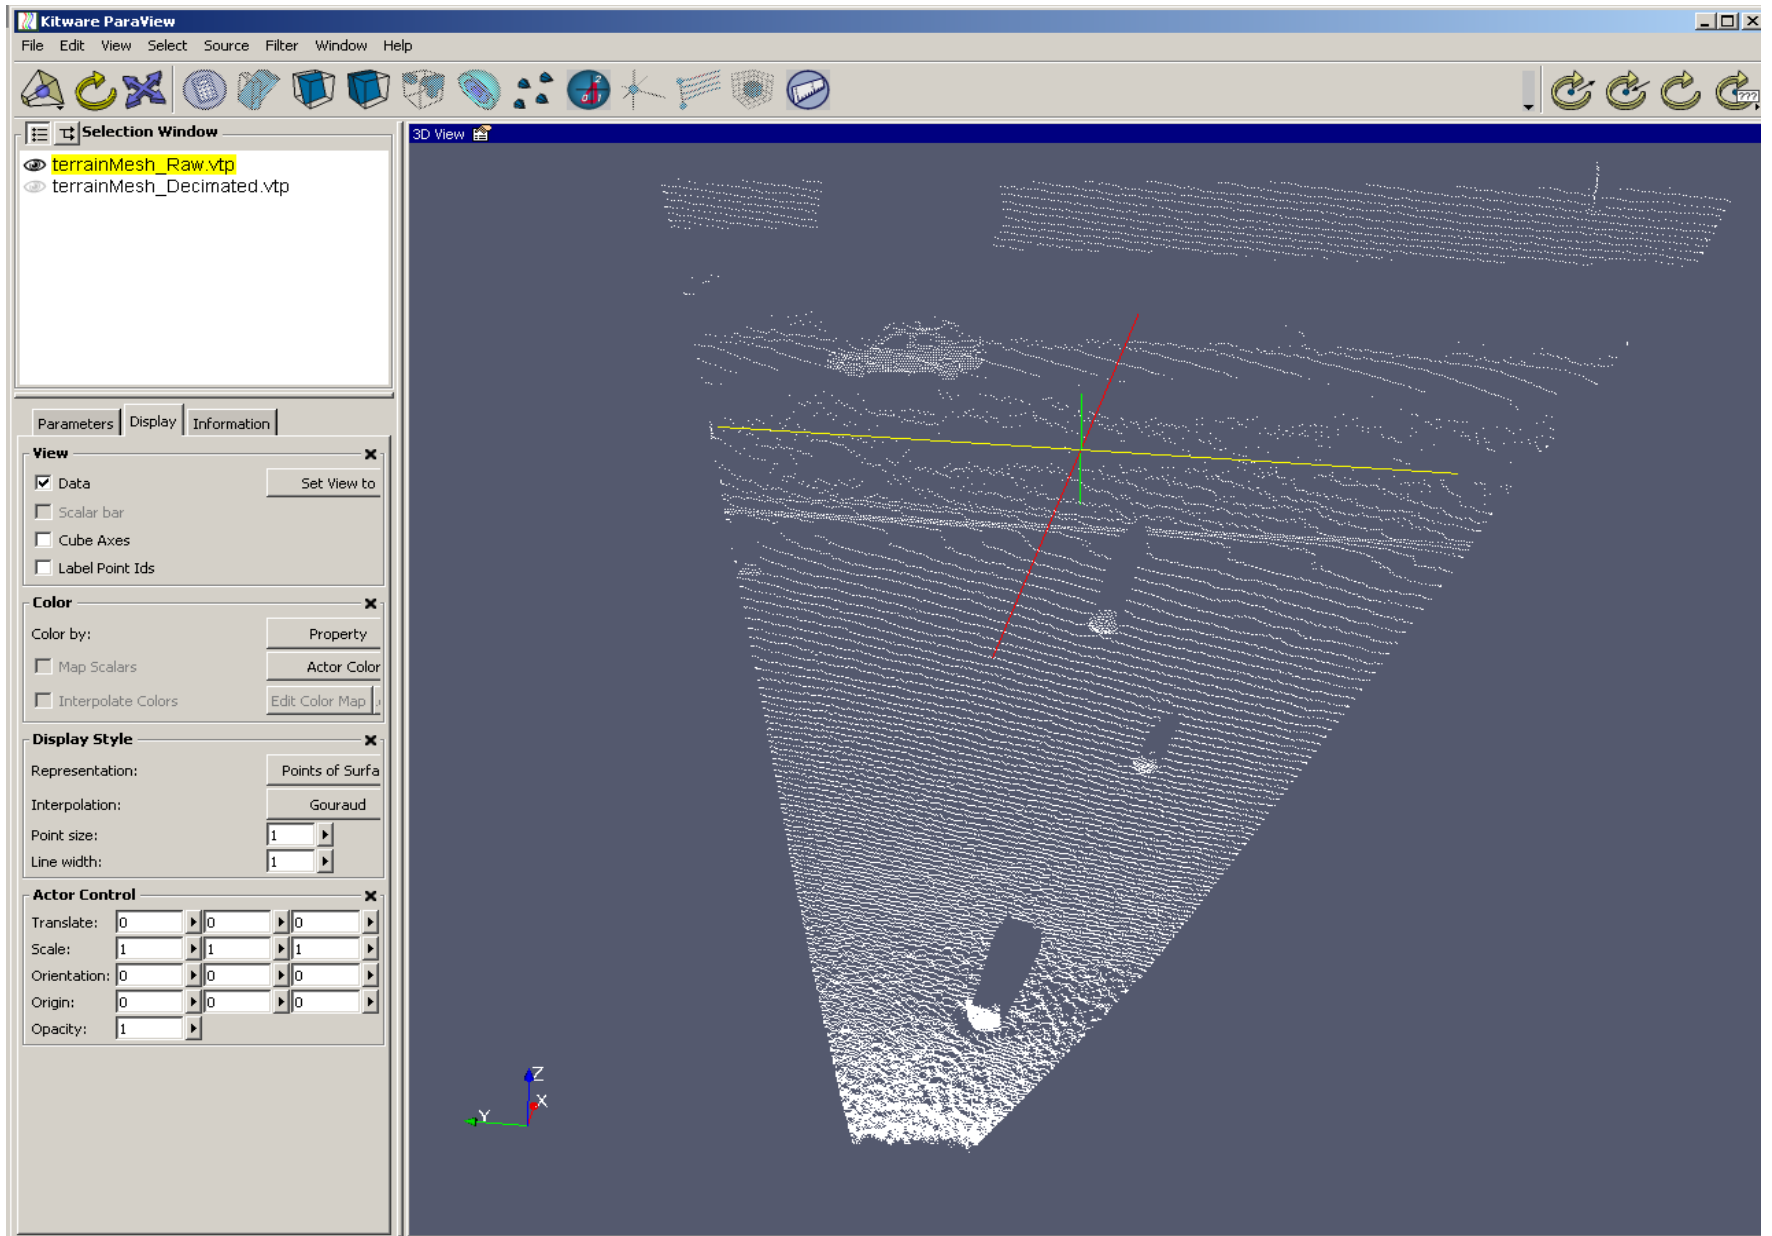 Kitware ParaView
File Edit View Select Source Filter Window Help
2
0.1
???
Selection Window
3D View
terrainMesh_Raw.vtp
terrainMesh_Decimated.vtp
Parameters Display Information
View
Data Set View to
Scalar bar
Cube Axes
Label Point Ids
Color
Color by: Property
Map Scalars Actor Color
Interpolate Colors Edit Color Map
Display Style
Representation: Points of Surfa
Interpolation: Gouraud
Point size: 1
Line width: 1
Actor Control
Translate: 0 0 0
Scale: 1 1 1
Orientation: 0 0 0
Origin: 0 0 0
Opacity: 1
Z
X
Y